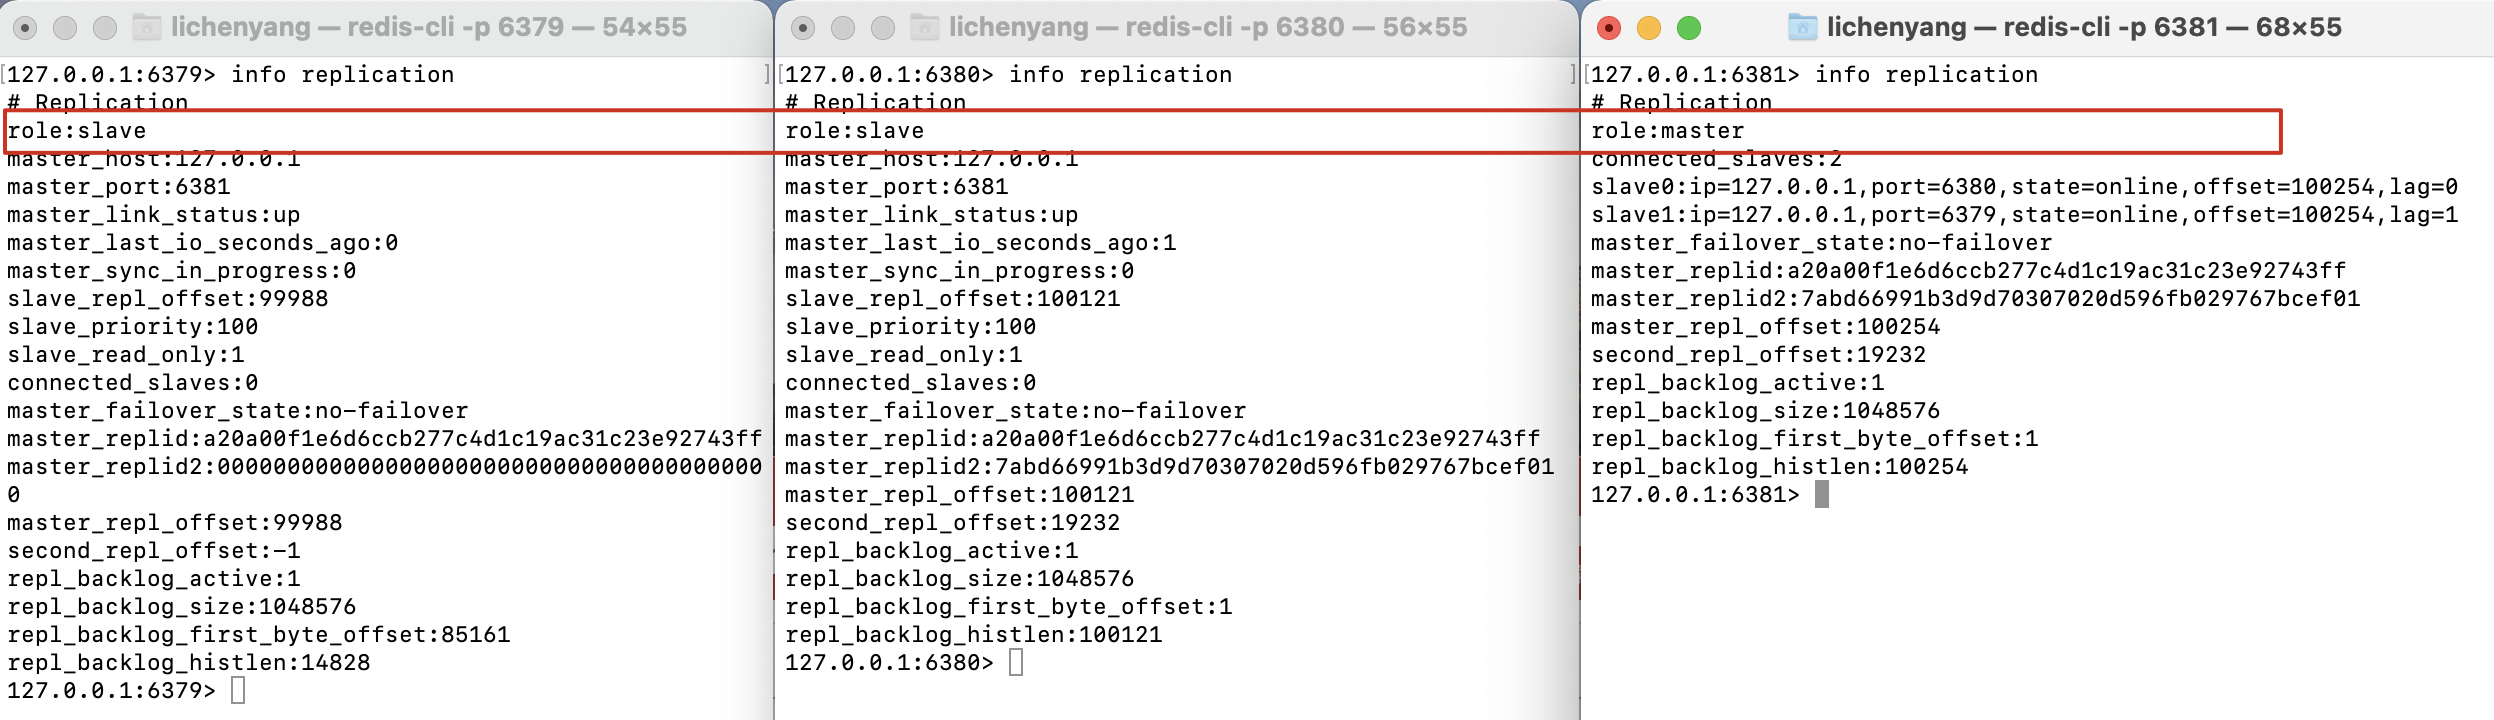 lichenyang — redis-cli -p 6379 — 54×55
[127.0.0.1:6379> info replication ]
# Replication
role:slave
master_host:127.0.0.1
master_port:6381
master_link_status:up
master_last_io_seconds_ago:0
master_sync_in_progress:0
slave_repl_offset:99988
slave_priority:100
slave_read_only:1
connected_slaves:0
master_failover_state:no-failover
master_replid:a20a00f1e6d6ccb277c4d1c19ac31c23e92743ff
master_replid2:000000000000000000000000000000000000000
0
master_repl_offset:99988
second_repl_offset:-1
repl_backlog_active:1
repl_backlog_size:1048576
repl_backlog_first_byte_offset:85161
repl_backlog_histlen:14828
127.0.0.1:6379>
lichenyang — redis-cli -p 6380 — 56×55
[127.0.0.1:6380> info replication ]
# Replication
role:slave
master_host:127.0.0.1
master_port:6381
master_link_status:up
master_last_io_seconds_ago:1
master_sync_in_progress:0
slave_repl_offset:100121
slave_priority:100
slave_read_only:1
connected_slaves:0
master_failover_state:no-failover
master_replid:a20a00f1e6d6ccb277c4d1c19ac31c23e92743ff
master_replid2:7abd66991b3d9d70307020d596fb029767bcef01
master_repl_offset:100121
second_repl_offset:19232
repl_backlog_active:1
repl_backlog_size:1048576
repl_backlog_first_byte_offset:1
repl_backlog_histlen:100121
127.0.0.1:6380>
lichenyang — redis-cli -p 6381 — 68×55
[127.0.0.1:6381> info replication
# Replication
role:master
connected_slaves:2
slave0:ip=127.0.0.1,port=6380,state=online,offset=100254,lag=0
slave1:ip=127.0.0.1,port=6379,state=online,offset=100254,lag=1
master_failover_state:no-failover
master_replid:a20a00f1e6d6ccb277c4d1c19ac31c23e92743ff
master_replid2:7abd66991b3d9d70307020d596fb029767bcef01
master_repl_offset:100254
second_repl_offset:19232
repl_backlog_active:1
repl_backlog_size:1048576
repl_backlog_first_byte_offset:1
repl_backlog_histlen:100254
127.0.0.1:6381>